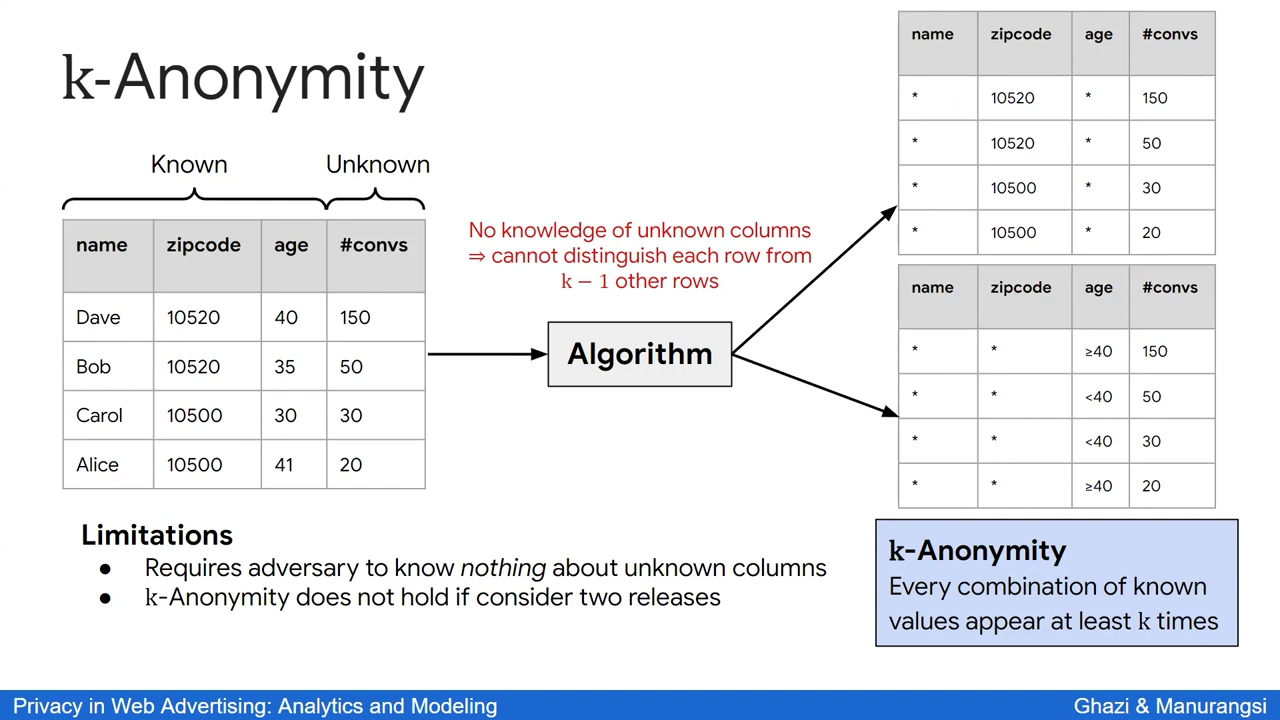 k-Anonymity
Known Unknown
name zipcode age #convs
Dave 10520 40 150
Bob 10520 35 50
Carol 10500 30 30
Alice 10500 41 20
No knowledge of unknown columns
⇒ cannot distinguish each row from
k − 1 other rows
Algorithm
name zipcode age #convs
* 10520 * 150
* 10520 * 50
* 10500 * 30
* 10500 * 20
name zipcode age #convs
* * ≥40 150
* * <40 50
* * <40 30
* * ≥40 20
Limitations
● Requires adversary to know nothing about unknown columns
● k-Anonymity does not hold if consider two releases
k-Anonymity
Every combination of known
values appear at least k times
Privacy in Web Advertising: Analytics and Modeling
Ghazi & Manurangsi